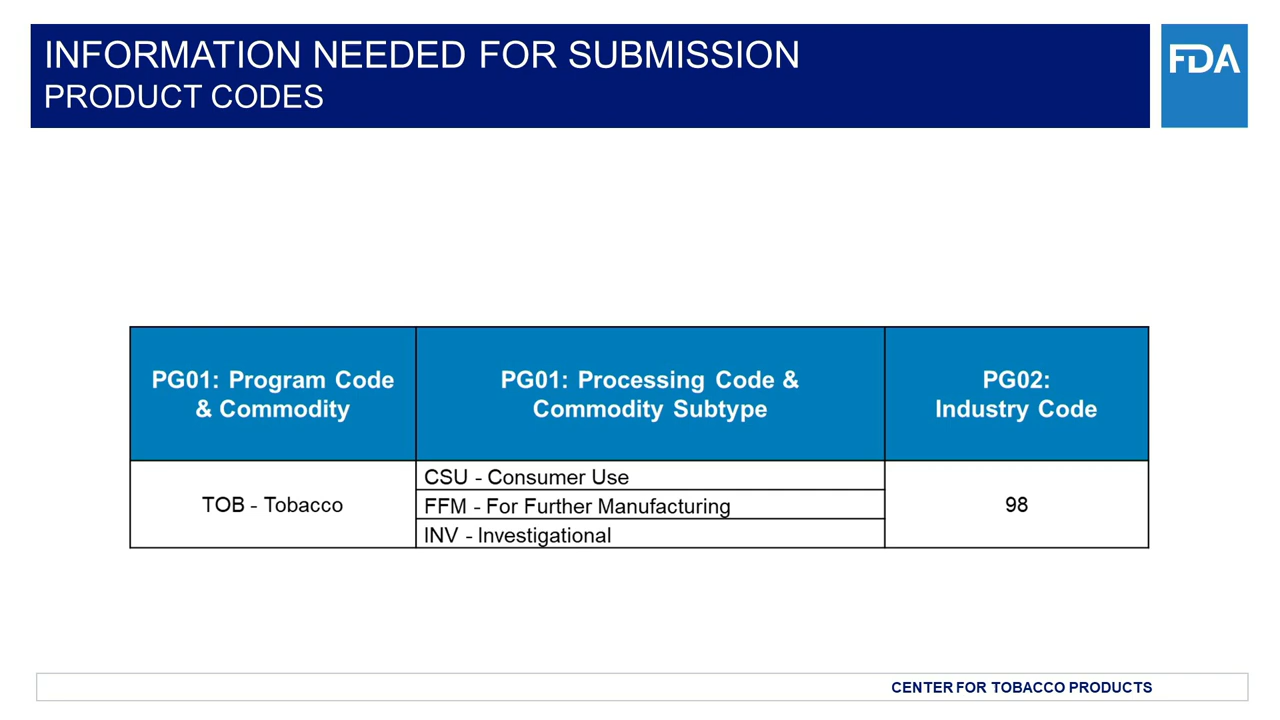 INFORMATION NEEDED FOR SUBMISSION
PRODUCT CODES
FDA
PG01: Program Code
& Commodity
PG01: Processing Code &
Commodity Subtype
PG02:
Industry Code
TOB - Tobacco
CSU - Consumer Use
FFM - For Further Manufacturing
INV - Investigational
98
CENTER FOR TOBACCO PRODUCTS